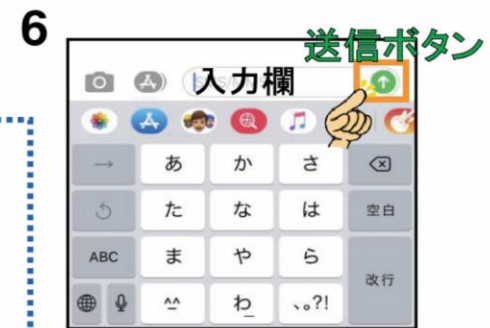 6
送信ボタン
入力欄
→ あ か さ
た な は 空白
ABC ま や ら
改行
^^ わ_ 、。?!